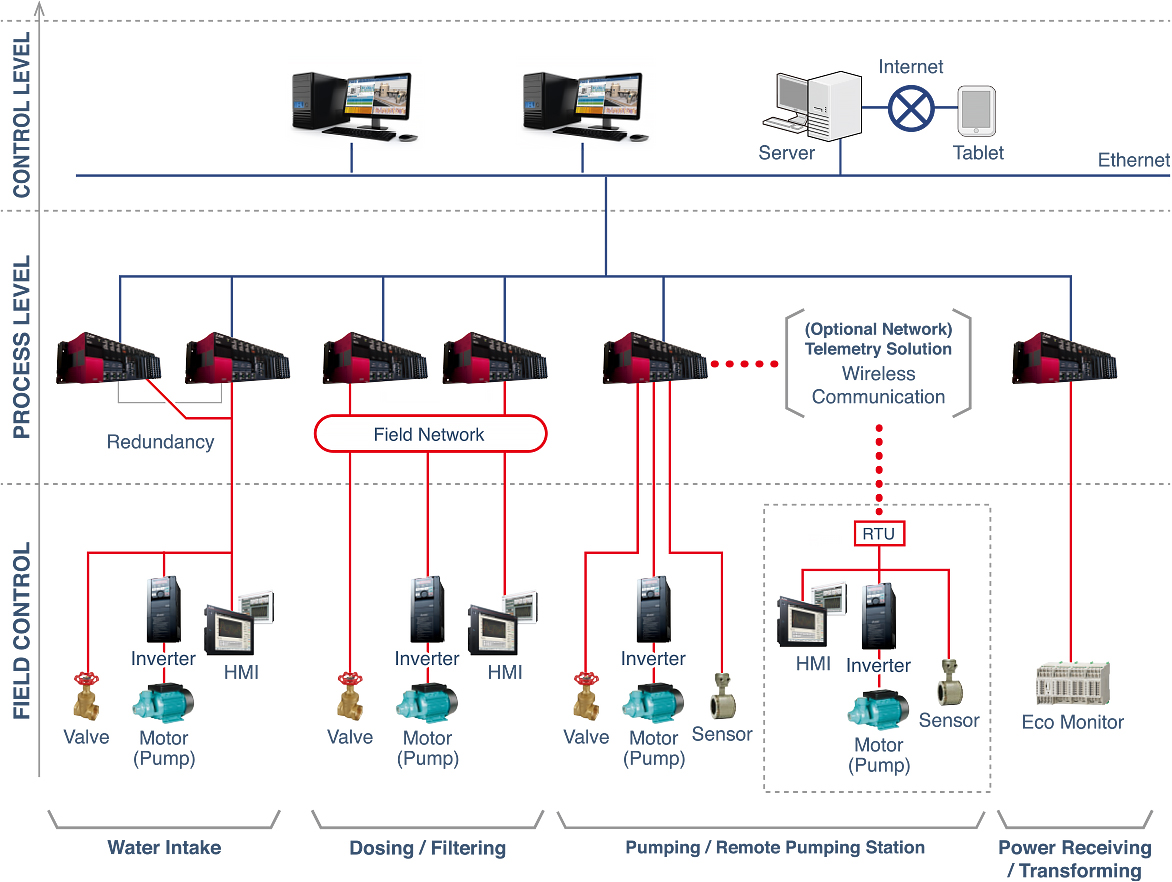 CONTROL LEVEL
Internet
Server
Tablet
Ethernet
PROCESS LEVEL
(Optional Network)
Telemetry Solution
Wireless
Communication
Redundancy
Field Network
FIELD CONTROL
RTU
Inverter
HMI
Inverter
HMI
Inverter
HMI
Inverter
Valve
Motor
(Pump)
Valve
Motor
(Pump)
Valve
Motor
(Pump)
Sensor
Motor
(Pump)
Sensor
Eco Monitor
Water Intake
Dosing / Filtering
Pumping / Remote Pumping Station
Power Receiving
/ Transforming